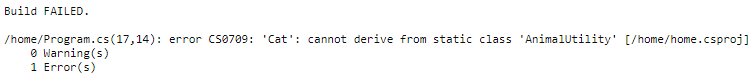 Build FAILED.
/home/Program.cs(17,14): error CS0709: 'Cat': cannot derive from static class 'AnimalUtility' [/home/home.csproj]
0 Warning(s)
1 Error(s)